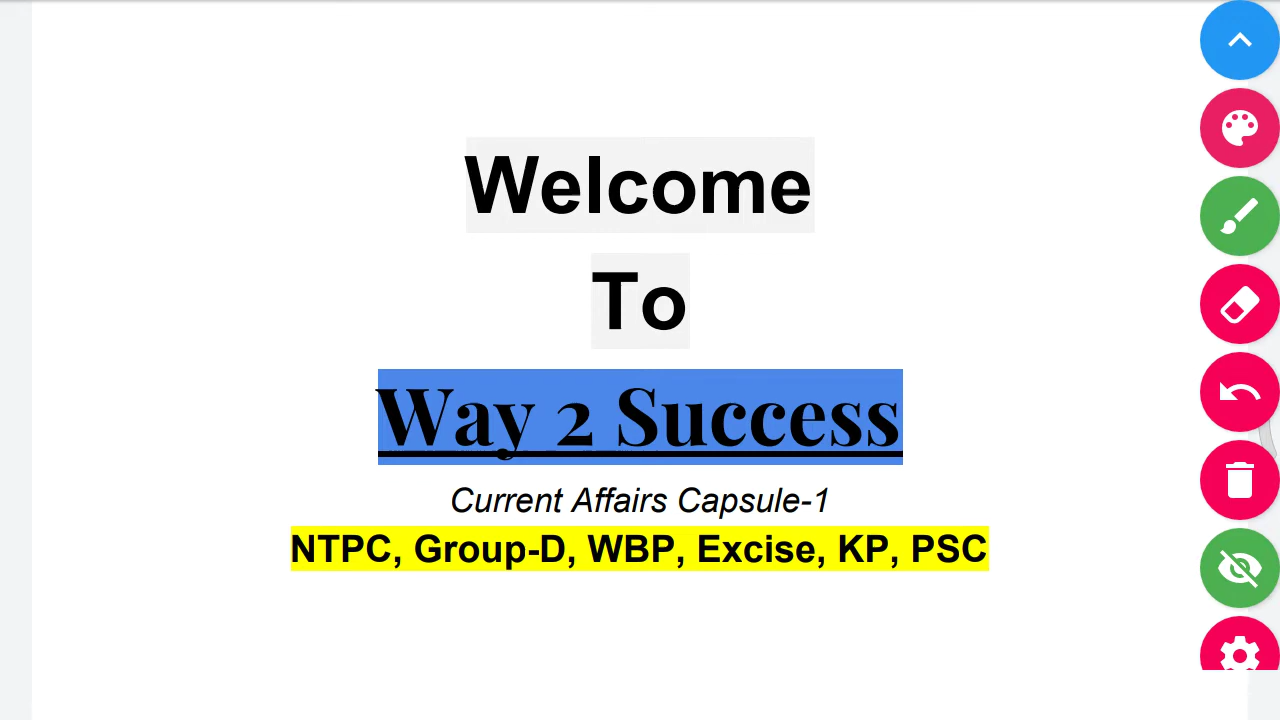 Welcome
To
Way 2 Success
Current Affairs Capsule-1
NTPC, Group-D, WBP, Excise, KP, PSC